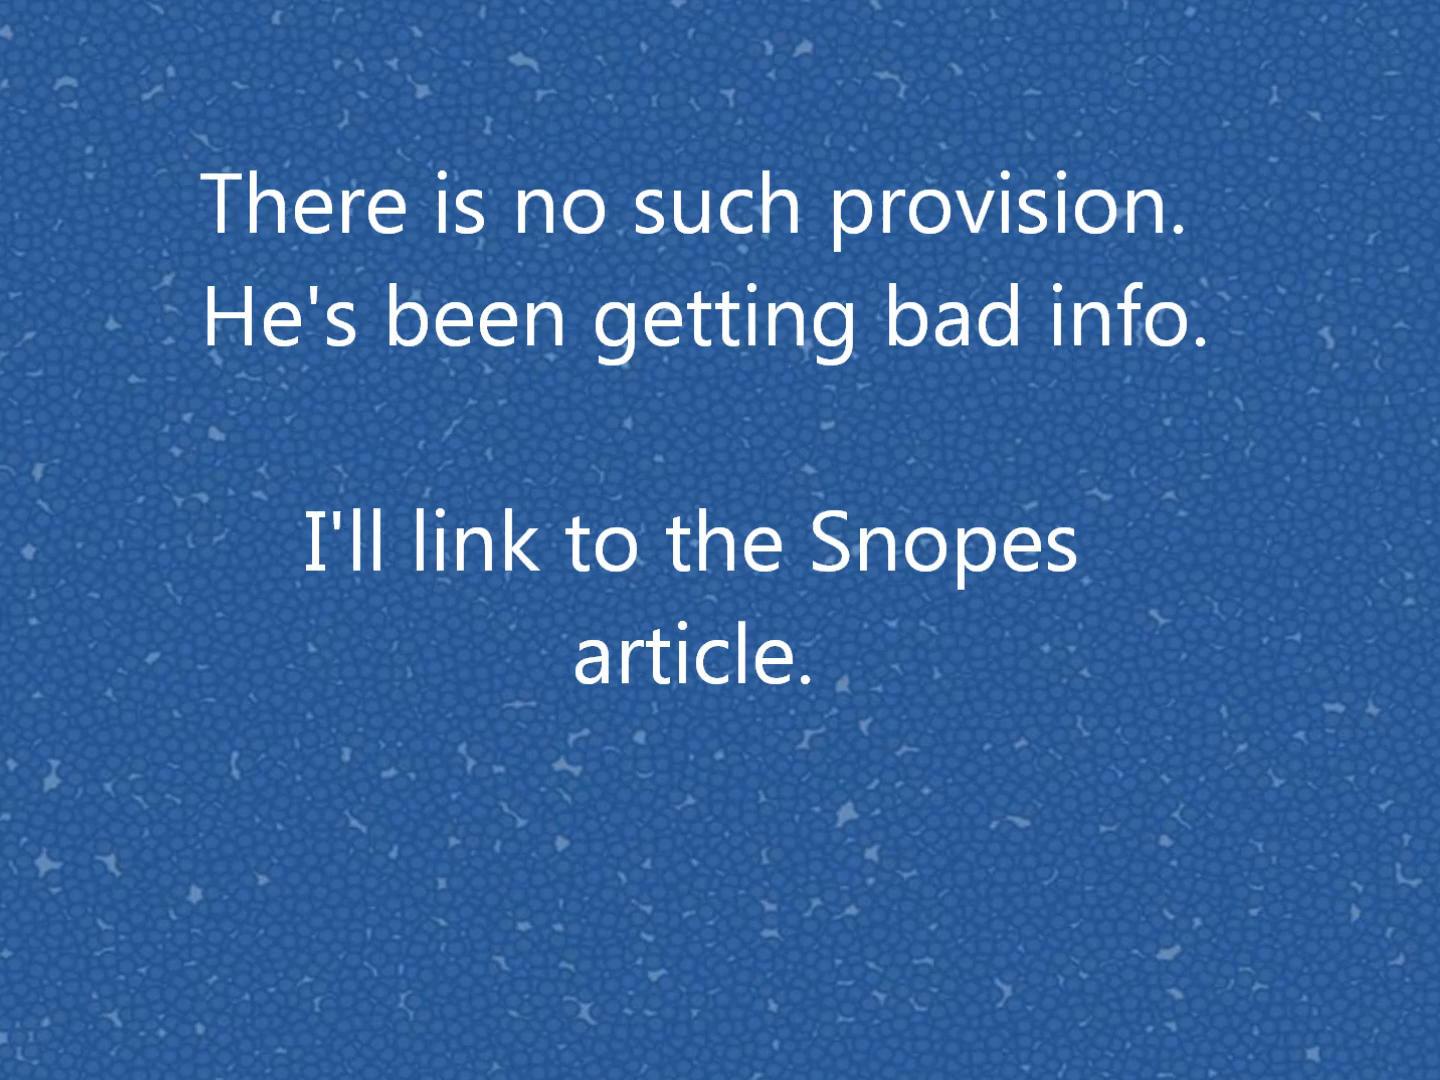 There is no such provision.
He's been getting bad info.
I'll link to the Snopes
article.